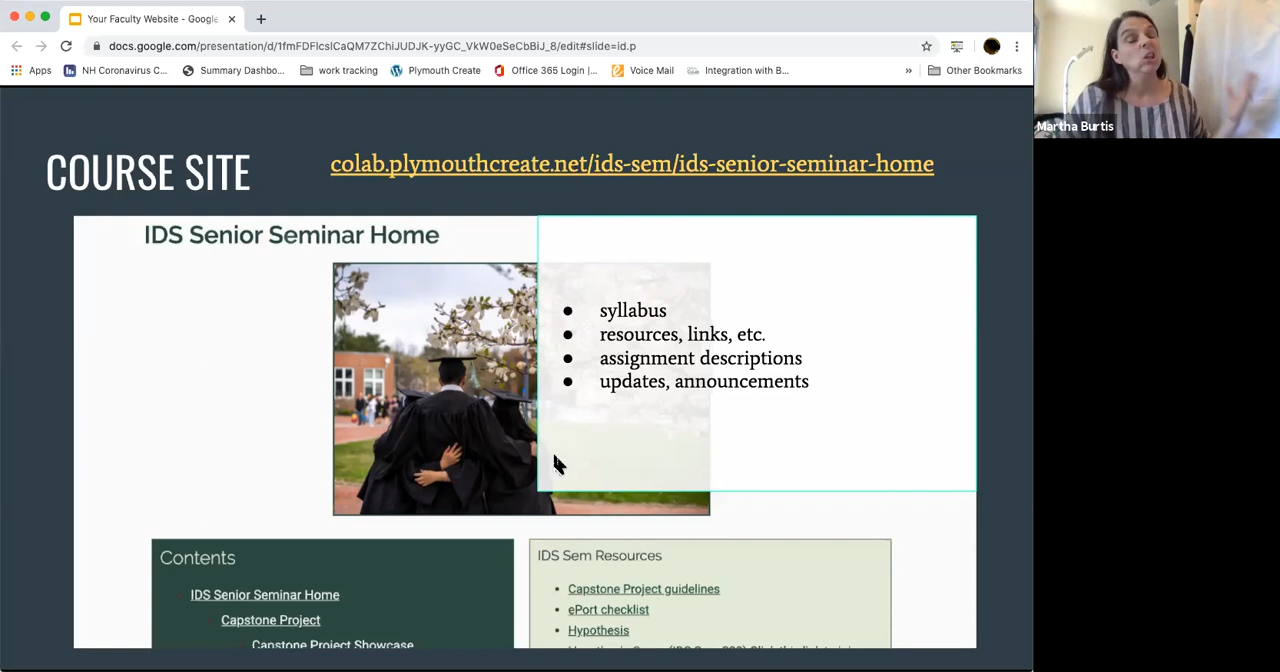 Your Faculty Website - Google
docs.google.com/presentation/d/1fmFDFlcslCaQM7ZChiJUDJK-yyGC_VkW0eSeCbBiJ_8/edit#slide=id.p
Apps
NH Coronavirus C...
Summary Dashbo...
work tracking
Plymouth Create
Office 365 Login |...
Voice Mail
Integration with B...
»
Other Bookmarks
Martha Burtis
COURSE SITE
colab.plymouthcreate.net/ids-sem/ids-senior-seminar-home
IDS Senior Seminar Home
● syllabus
● resources, links, etc.
● assignment descriptions
● updates, announcements
Contents
IDS Senior Seminar Home
Capstone Project
Capstone Project Showcase
IDS Sem Resources
• Capstone Project guidelines
• ePort checklist
• Hypothesis